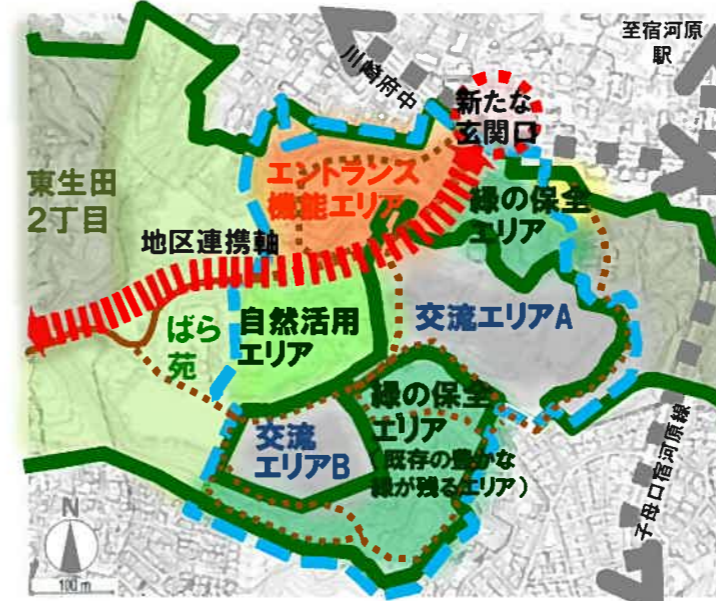 至宿河原
駅
川崎府中
新たな
玄関口
エントランス
機能エリア
緑の保全
エリア
東生田
2丁目
地区連携軸
ばら
苑
自然活用
エリア
交流エリアA
緑の保全
エリア
(既存の豊かな
緑が残るエリア)
交流
エリアB
子母口宿河原線
N
100m